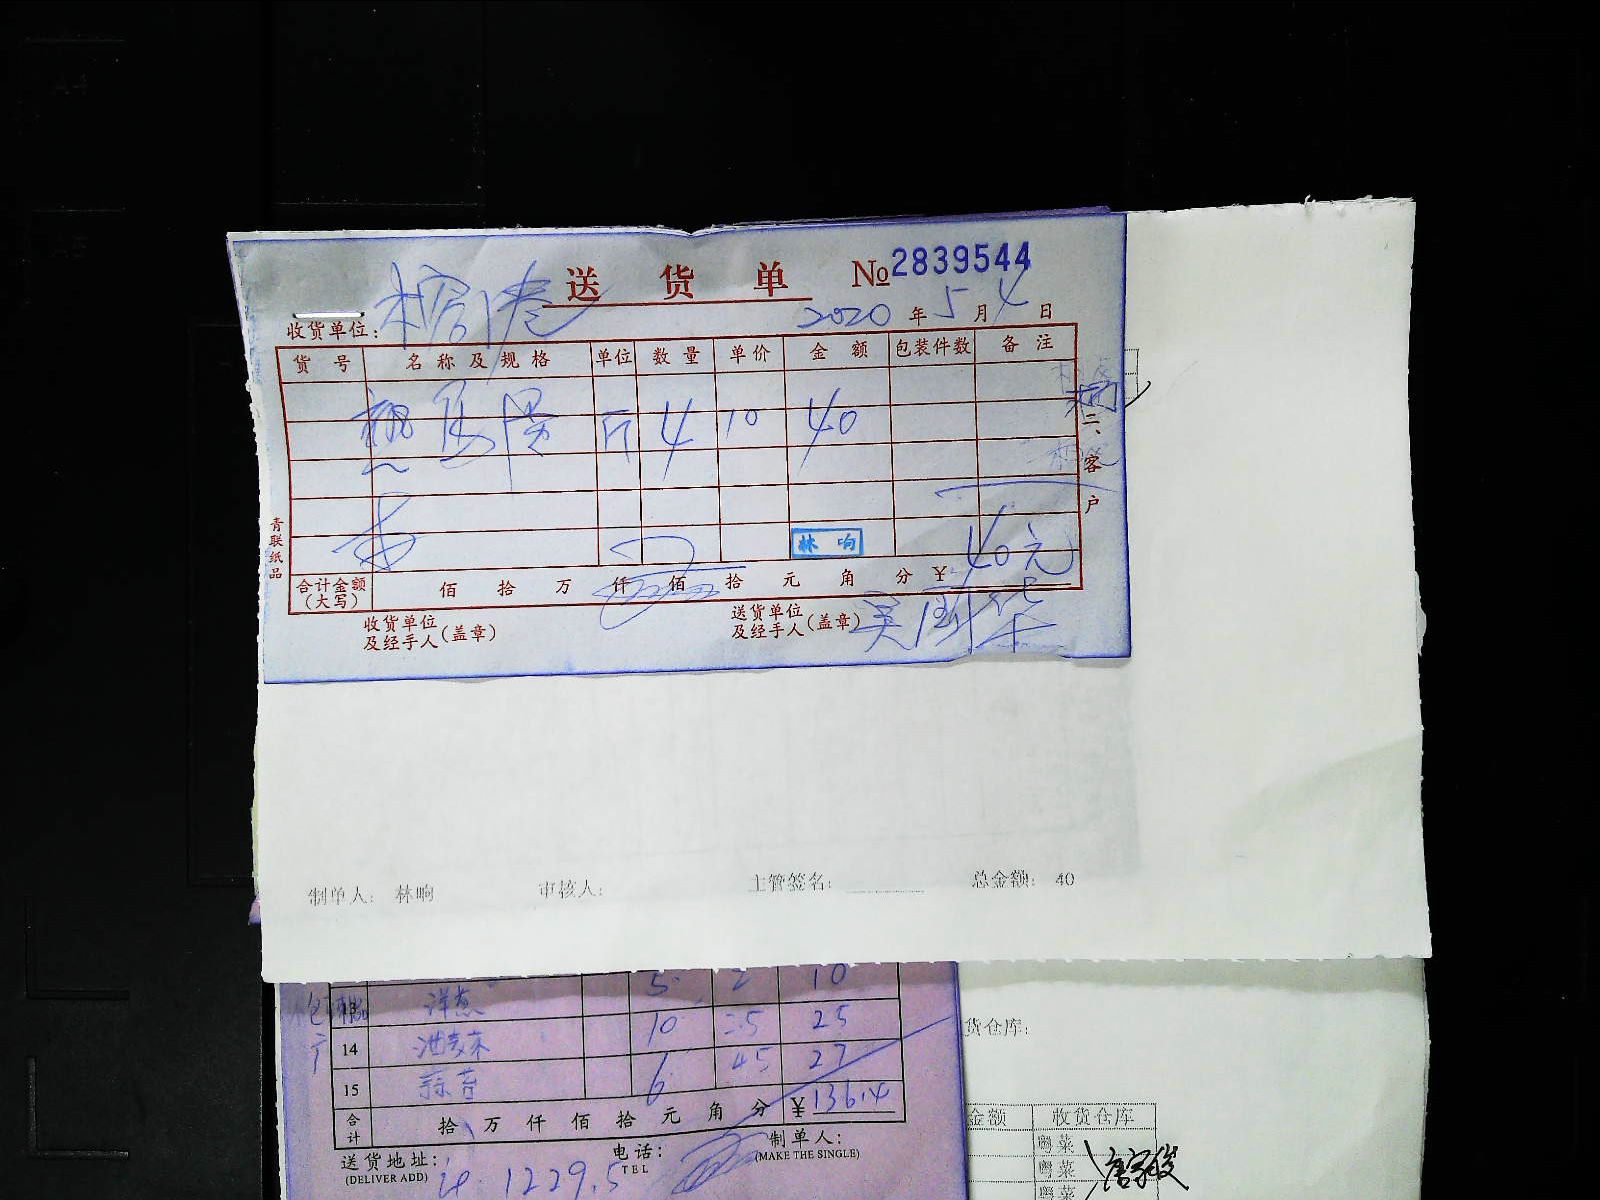 送 货 单 №2839544
2020 年 5 月 4 日
收货单位:
货 号 名 称 及 规 格 单位 数 量 单 价 金 额 包装件数 备 注
斤 4 10 40
二、客户
青联纸品
林 响
40元
合计金额(大写) 佰 拾 万 仟 佰 拾 元 角 分 ¥
收货单位及经手人(盖章) 送货单位及经手人(盖章)
制单人: 林响 审核人: 主管签名: 总金额: 40
5 2 10
13 洋葱
14 油麦菜 10 25 25
15 6 45 27
合计 拾 万 仟 佰 拾 元 角 分 ¥
送货地址: 电话: 制单人:
(DELIVER ADD) TEL (MAKE THE SINGLE)
1229.5
货仓库:
金额 收货仓库
粤菜
粤菜
粤菜